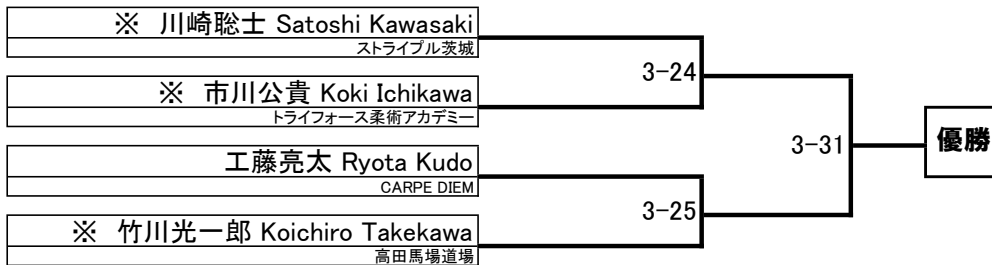 ※ 川崎聡士 Satoshi Kawasaki
ストライプル茨城
3-24
※ 市川公貴 Koki Ichikawa
トライフォース柔術アカデミー
3-31
優勝
工藤亮太 Ryota Kudo
CARPE DIEM
3-25
※ 竹川光一郎 Koichiro Takekawa
高田馬場道場